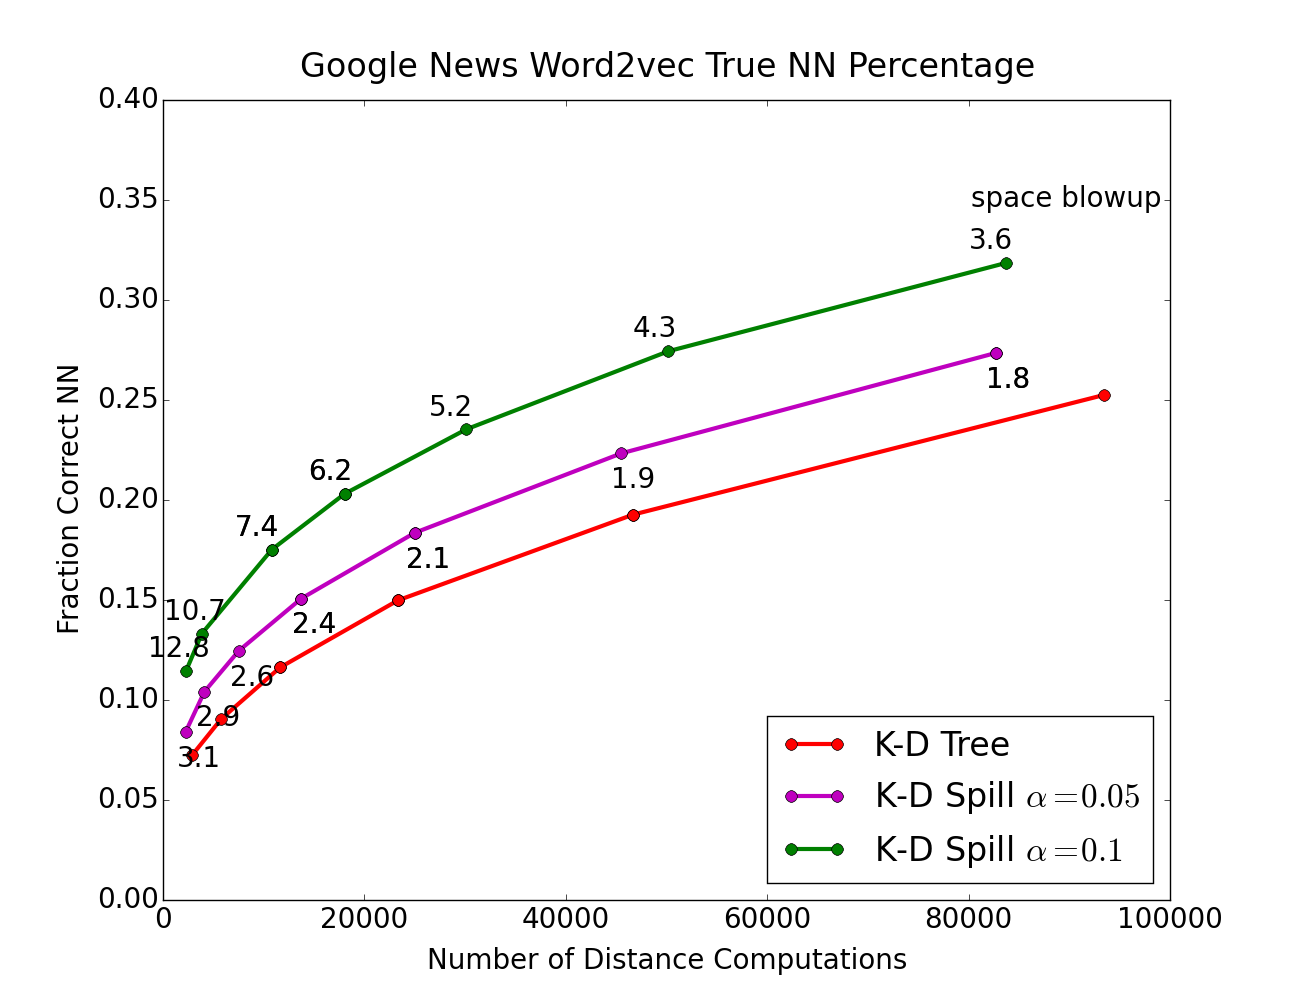 Google News Word2vec True NN Percentage
0.40
0.35
0.30
0.25
0.20
0.15
0.10
0.05
0.00
Fraction Correct NN
space blowup
3.6
4.3
5.2
6.2
7.4
10.7
12.8
1.8
1.9
2.1
2.4
2.6
2.9
3.1
K-D Tree
K-D Spill α=0.05
K-D Spill α=0.1
0 20000 40000 60000 80000 100000
Number of Distance Computations